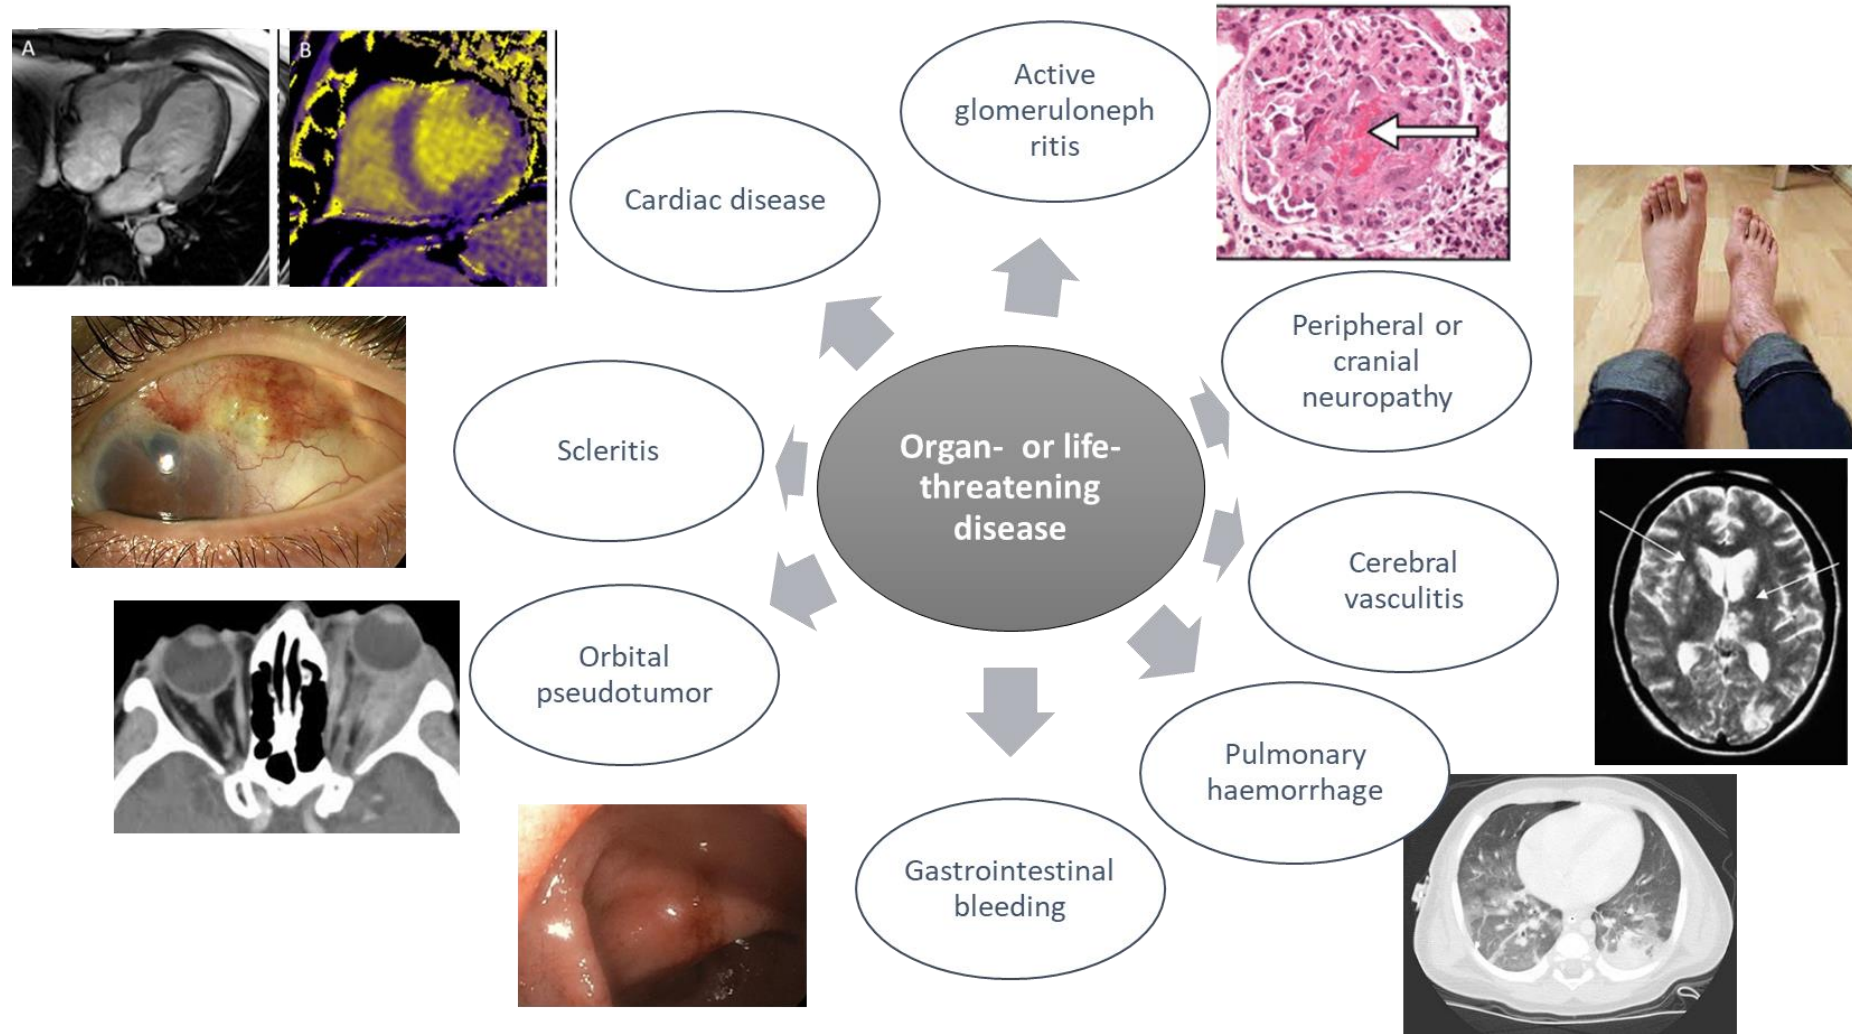 A
B
Active
glomeruloneph
ritis
Cardiac disease
Peripheral or
cranial
neuropathy
Scleritis
Organ- or life-
threatening
disease
Cerebral
vasculitis
Orbital
pseudotumor
Pulmonary
haemorrhage
Gastrointestinal
bleeding